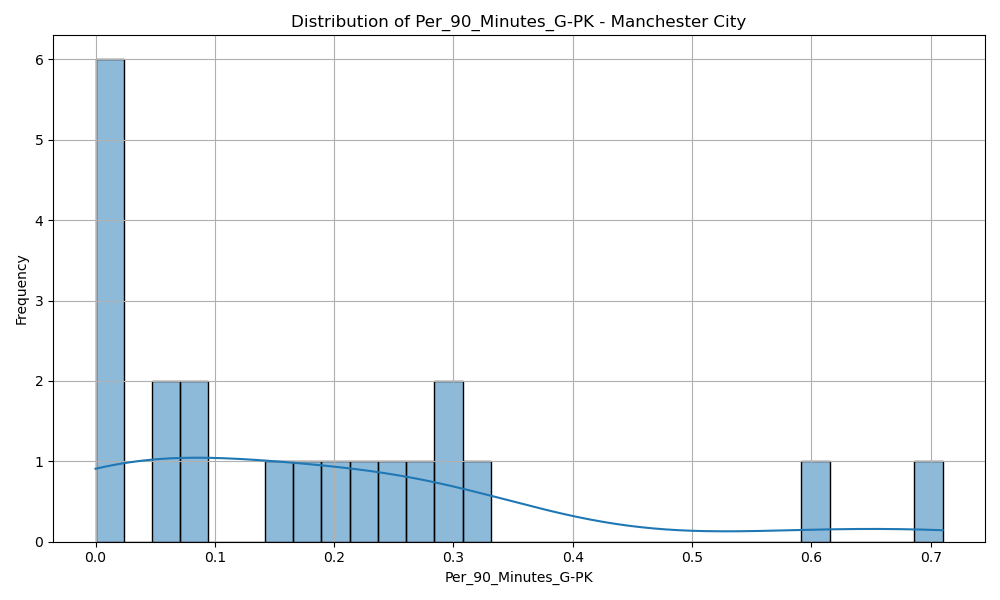 Distribution of Per_90_Minutes_G-PK - Manchester City
Frequency
6
5
4
3
2
1
0
0.0 0.1 0.2 0.3 0.4 0.5 0.6 0.7
Per_90_Minutes_G-PK